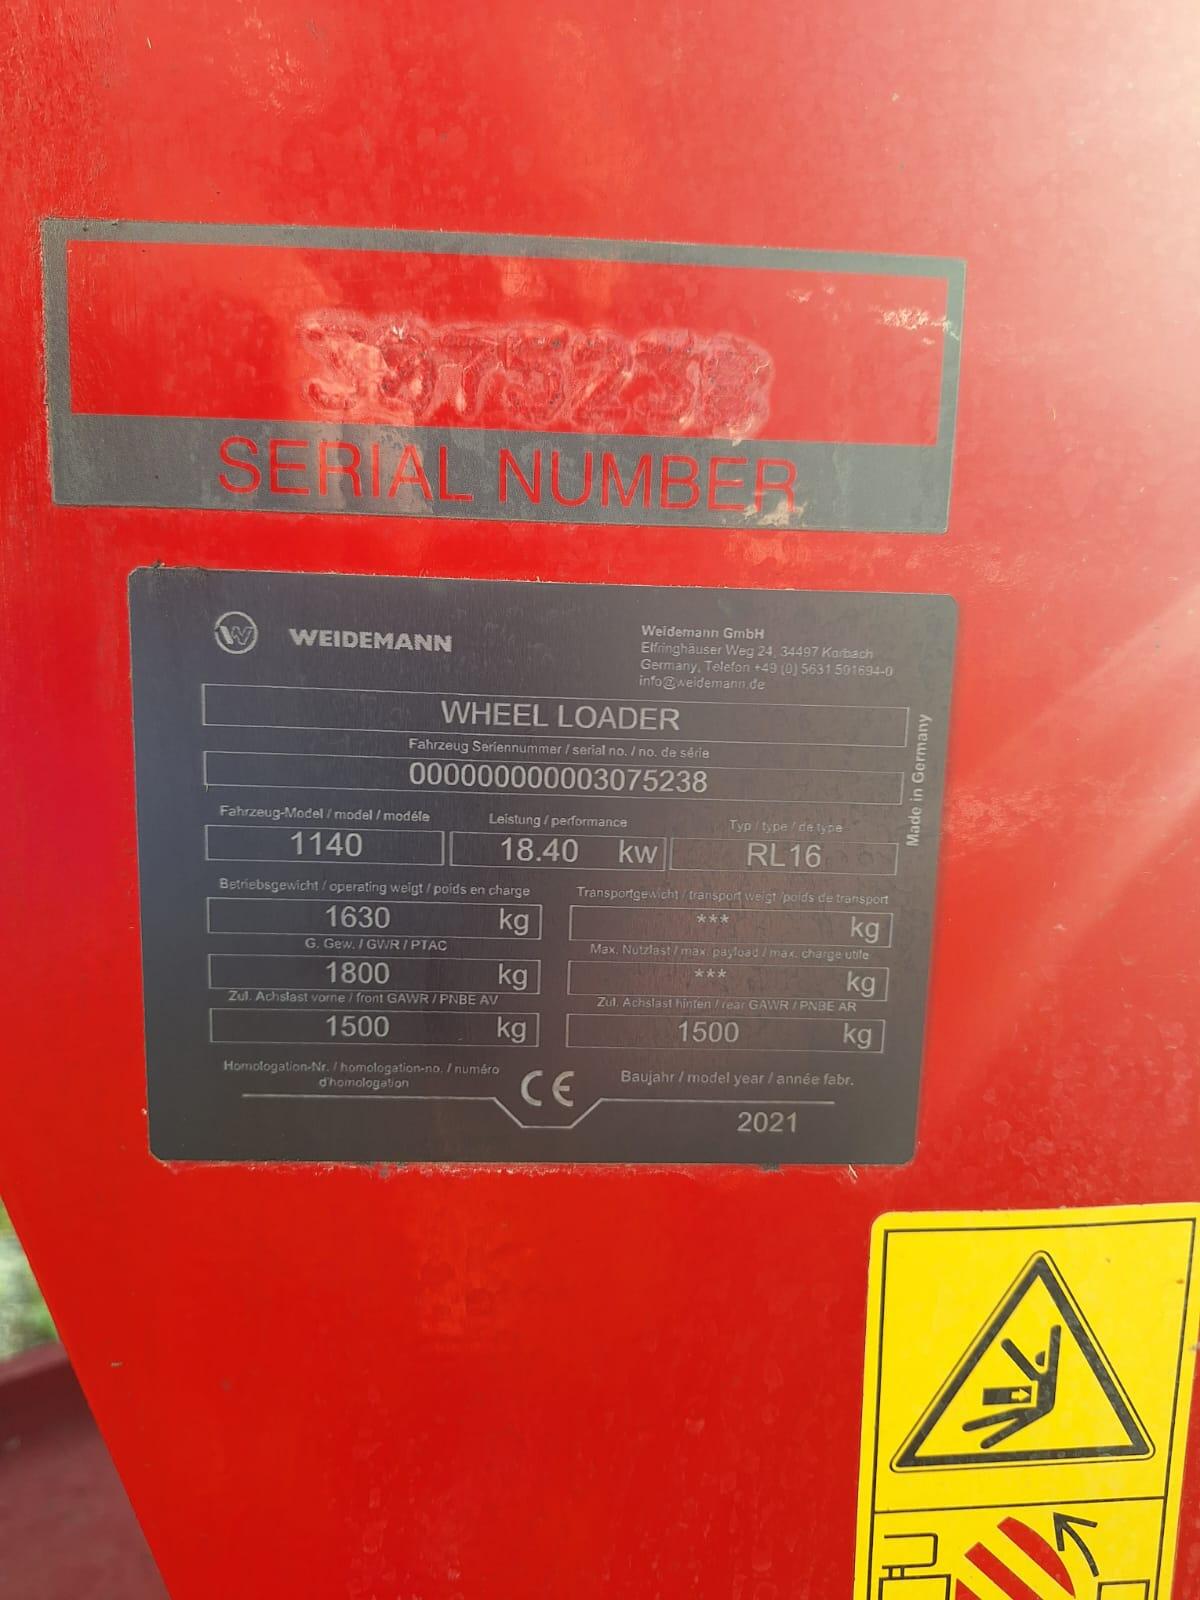 SERIAL NUMBER
WEIDEMANN
Weidemann GmbH
Elfringhäuser Weg 24, 34497 Korbach
Germany, Telefon +49 (0) 5631 501694-0
info@weidemann.de
WHEEL LOADER
Fahrzeug Seriennummer / serial no. / no. de série
000000000003075238
Made in Germany
Fahrzeug-Model / model / modéle
Leistung / performance
Typ / type / de type
1140
18.40 kw
RL16
Betriebsgewicht / operating weigt / poids en charge
Transportgewicht / transport weigt /poids de transport
1630 kg
*** kg
G. Gew. / GWR / PTAC
Max. Nutzlast / max. payload / max. charge utile
1800 kg
*** kg
Zul. Achslast vorne / front GAWR / PNBE AV
Zul. Achslast hinten / rear GAWR / PNBE AR
1500 kg
1500 kg
Homologation-Nr. / homologation-no. / numéro
d'homologation
CE
Baujahr / model year / année fabr.
2021